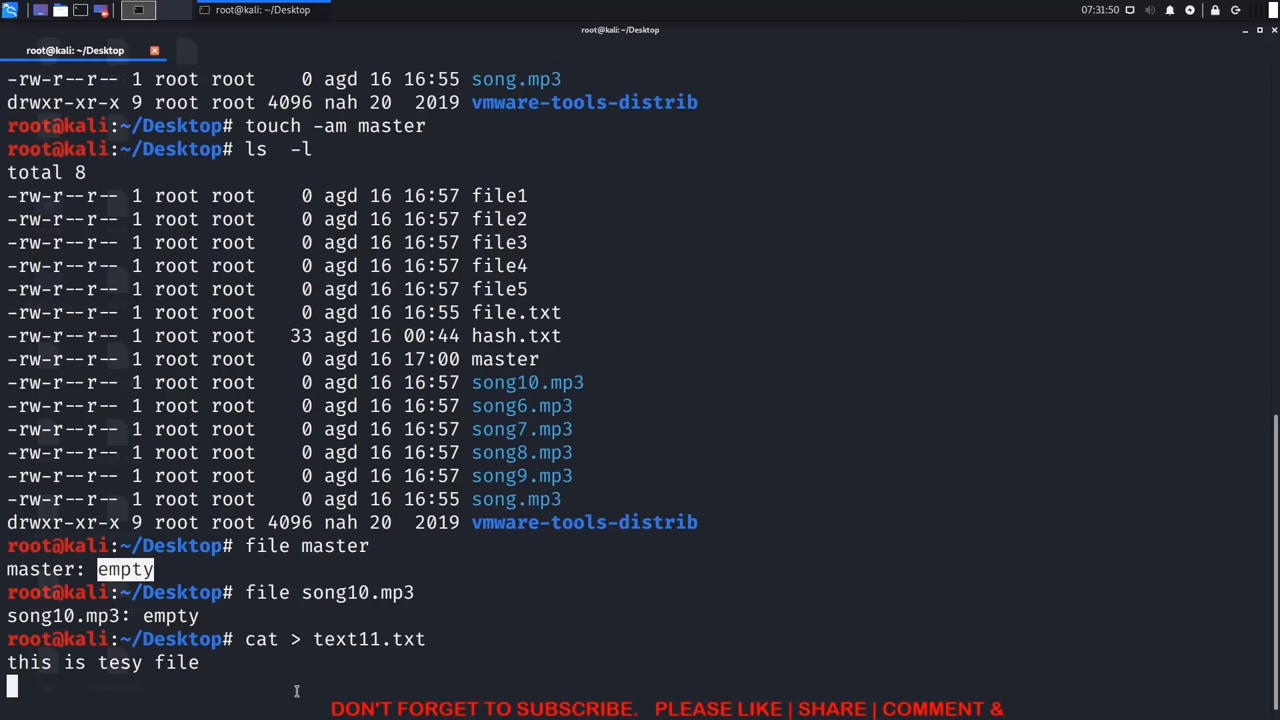 root@kali: ~/Desktop
07:31:50
root@kali: ~/Desktop
root@kali: ~/Desktop
-rw-r--r-- 1 root root    0 agd 16 16:55 song.mp3
drwxr-xr-x 9 root root 4096 nah 20  2019 vmware-tools-distrib
root@kali:~/Desktop# touch -am master
root@kali:~/Desktop# ls  -l
total 8
-rw-r--r-- 1 root root    0 agd 16 16:57 file1
-rw-r--r-- 1 root root    0 agd 16 16:57 file2
-rw-r--r-- 1 root root    0 agd 16 16:57 file3
-rw-r--r-- 1 root root    0 agd 16 16:57 file4
-rw-r--r-- 1 root root    0 agd 16 16:57 file5
-rw-r--r-- 1 root root    0 agd 16 16:55 file.txt
-rw-r--r-- 1 root root   33 agd 16 00:44 hash.txt
-rw-r--r-- 1 root root    0 agd 16 17:00 master
-rw-r--r-- 1 root root    0 agd 16 16:57 song10.mp3
-rw-r--r-- 1 root root    0 agd 16 16:57 song6.mp3
-rw-r--r-- 1 root root    0 agd 16 16:57 song7.mp3
-rw-r--r-- 1 root root    0 agd 16 16:57 song8.mp3
-rw-r--r-- 1 root root    0 agd 16 16:57 song9.mp3
-rw-r--r-- 1 root root    0 agd 16 16:55 song.mp3
drwxr-xr-x 9 root root 4096 nah 20  2019 vmware-tools-distrib
root@kali:~/Desktop# file master
master: empty
root@kali:~/Desktop# file song10.mp3
song10.mp3: empty
root@kali:~/Desktop# cat > text11.txt
this is tesy file
DON'T FORGET TO SUBSCRIBE.   PLEASE LIKE | SHARE | COMMENT &